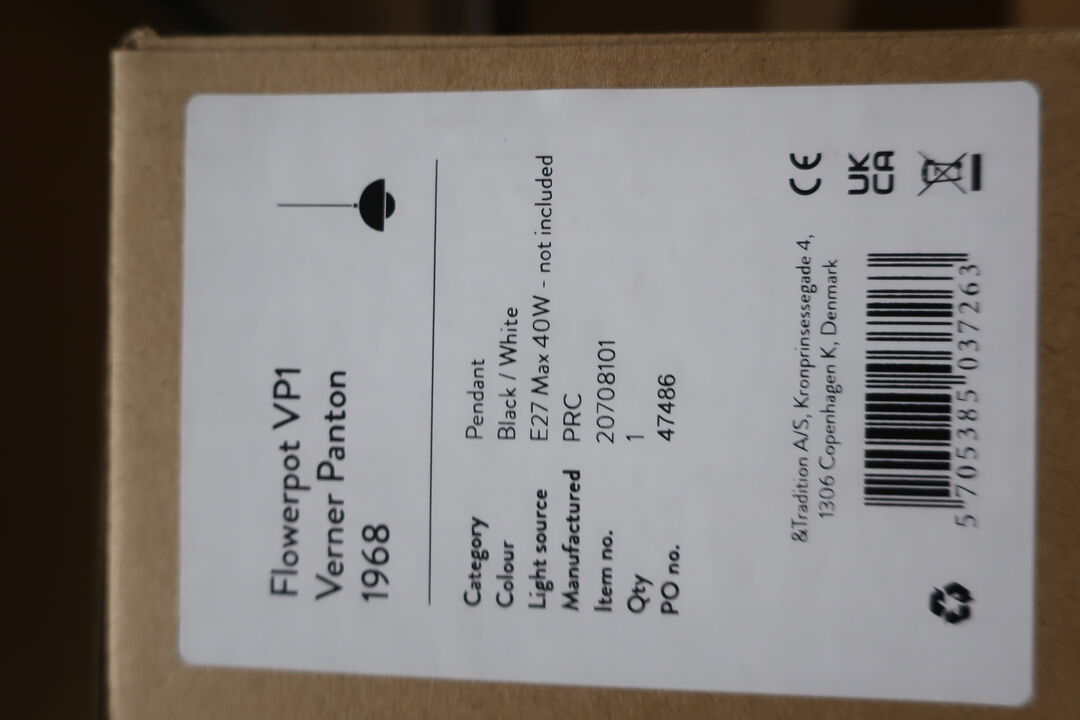 Flowerpot VP1
Verner Panton
1968
Category Pendant
Colour Black / White
Light source E27 Max 40W - not included
Manufactured PRC
Item no. 20708101
Qty 1
PO no. 47486
&Tradition A/S, Kronprinsessegade 4,
1306 Copenhagen K, Denmark
CE
UK
CA
5 705385 037263